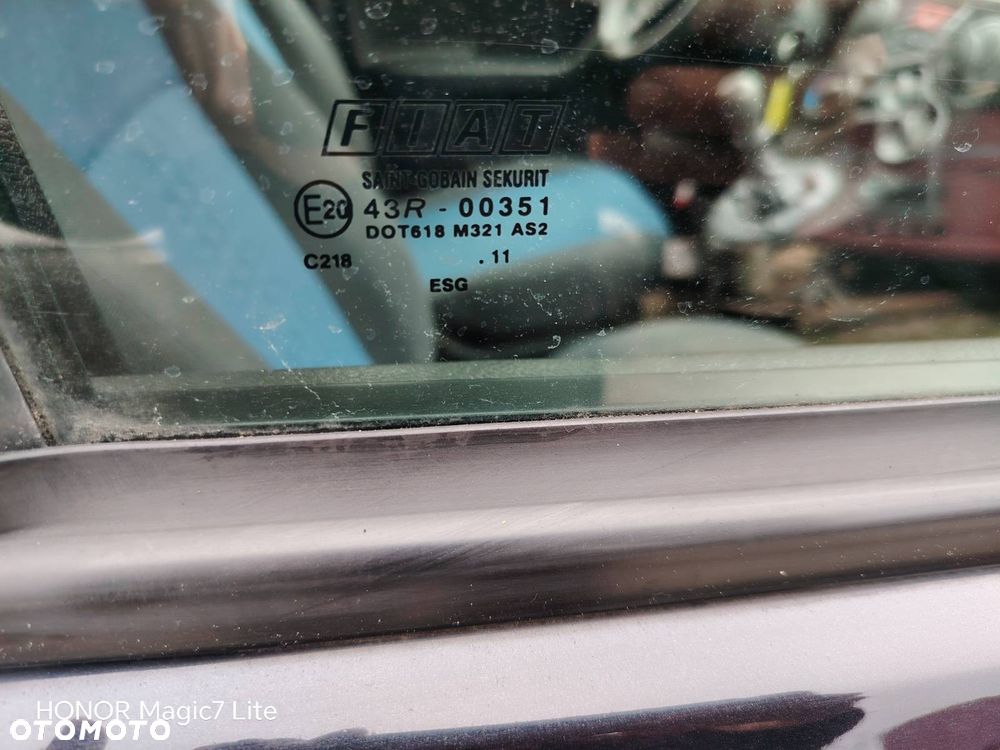 FIAT
SAINT-GOBAIN SEKURIT
E20 43R - 00351
DOT618 M321 AS2
C218 . 11
ESG
HONOR Magic7 Lite
OTOMOTO